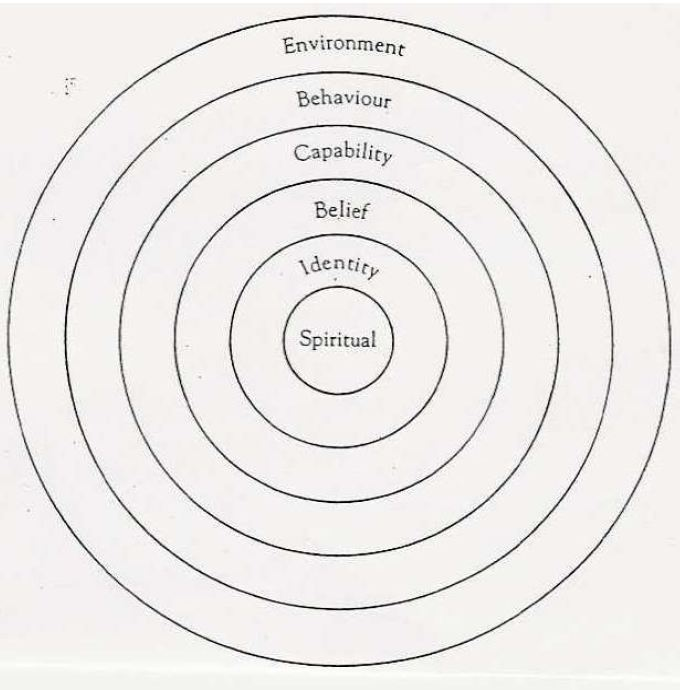 Environment
Behaviour
Capability
Belief
Identity
Spiritual